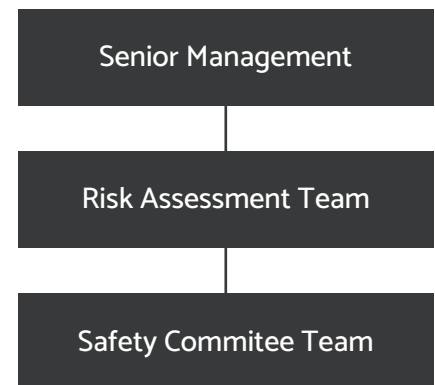 Senior Management
Risk Assessment Team
Safety Commitee Team